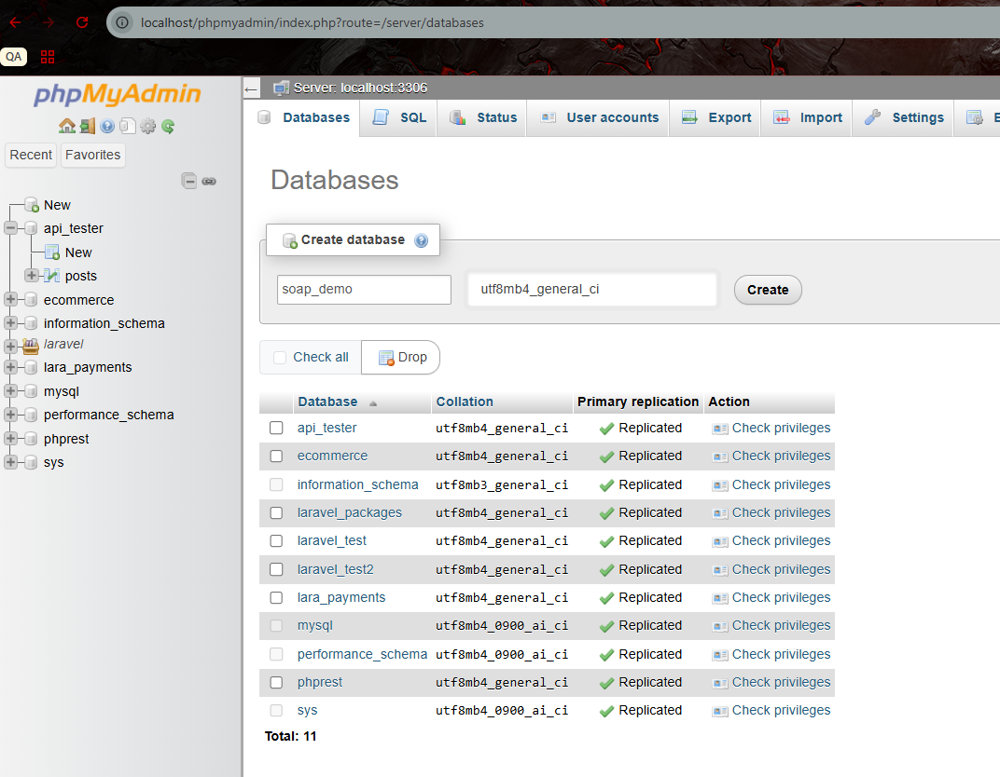 localhost/phpmyadmin/index.php?route=/server/databases
QA
phpMyAdmin
Recent Favorites
New
api_tester
New
posts
ecommerce
information_schema
laravel
lara_payments
mysql
performance_schema
phprest
sys
Server: localhost:3306
Databases SQL Status User accounts Export Import Settings
Databases
Create database
soap_demo utf8mb4_general_ci Create
Check all Drop
Database Collation Primary replication Action
api_tester utf8mb4_general_ci Replicated Check privileges
ecommerce utf8mb4_general_ci Replicated Check privileges
information_schema utf8mb3_general_ci Replicated Check privileges
laravel_packages utf8mb4_general_ci Replicated Check privileges
laravel_test utf8mb4_general_ci Replicated Check privileges
laravel_test2 utf8mb4_general_ci Replicated Check privileges
lara_payments utf8mb4_general_ci Replicated Check privileges
mysql utf8mb4_0900_ai_ci Replicated Check privileges
performance_schema utf8mb4_0900_ai_ci Replicated Check privileges
phprest utf8mb4_general_ci Replicated Check privileges
sys utf8mb4_0900_ai_ci Replicated Check privileges
Total: 11